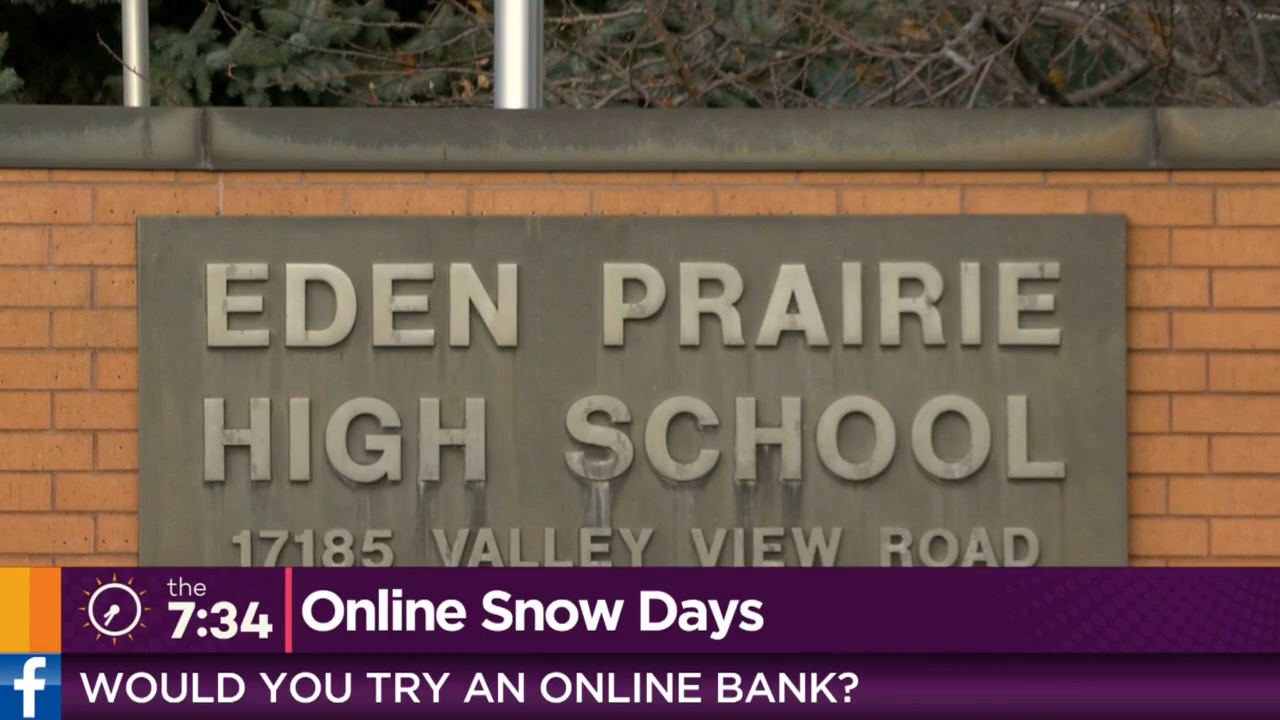 EDEN PRAIRIE
HIGH SCHOOL
17185 VALLEY VIEW ROAD
the
7:34
Online Snow Days
f
WOULD YOU TRY AN ONLINE BANK?